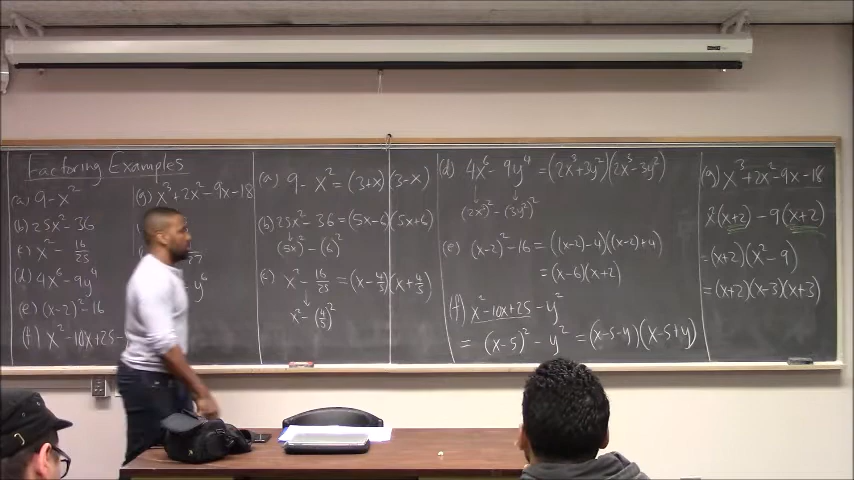 Factoring Examples
(a) 9 - x²
(b) 25x² - 36
(c) x² - 16/25
(d) 4x⁶ - 9y⁴
(e) (x-2)² - 16
(f) x² - 10x + 25 -
(g) x³ + 2x² - 9x - 18
y⁶
(a) 9 - x² = (3+x)(3-x)
(b) 25x² - 36 = (5x-6)(5x+6)
(5x)² - (6)²
(c) x² - 16/25 = (x - 4/5)(x + 4/5)
x² - (4/5)²
(d) 4x⁶ - 9y⁴ = (2x³+3y²)(2x³-3y²)
(2x³)² - (3y²)²
(e) (x-2)² - 16 = ((x-2)-4)((x-2)+4)
= (x-6)(x+2)
(f) x² - 10x + 25 - y²
= (x-5)² - y² = (x-5-y)(x-5+y)
(g) x³ + 2x² - 9x - 18
x²(x+2) - 9(x+2)
= (x+2)(x² - 9)
= (x+2)(x-3)(x+3)